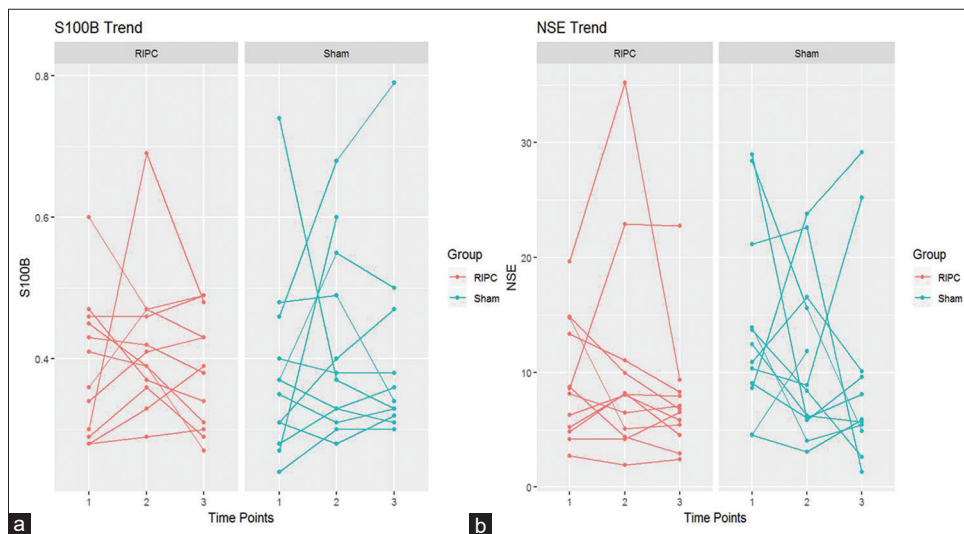 S100B Trend
RIPC
Sham
0.8
0.6
0.4
S100B
1
2
3
1
2
3
Time Points
Group
RIPC
Sham
a
NSE Trend
RIPC
Sham
30
20
10
0
NSE
1
2
3
1
2
3
Time Points
Group
RIPC
Sham
b